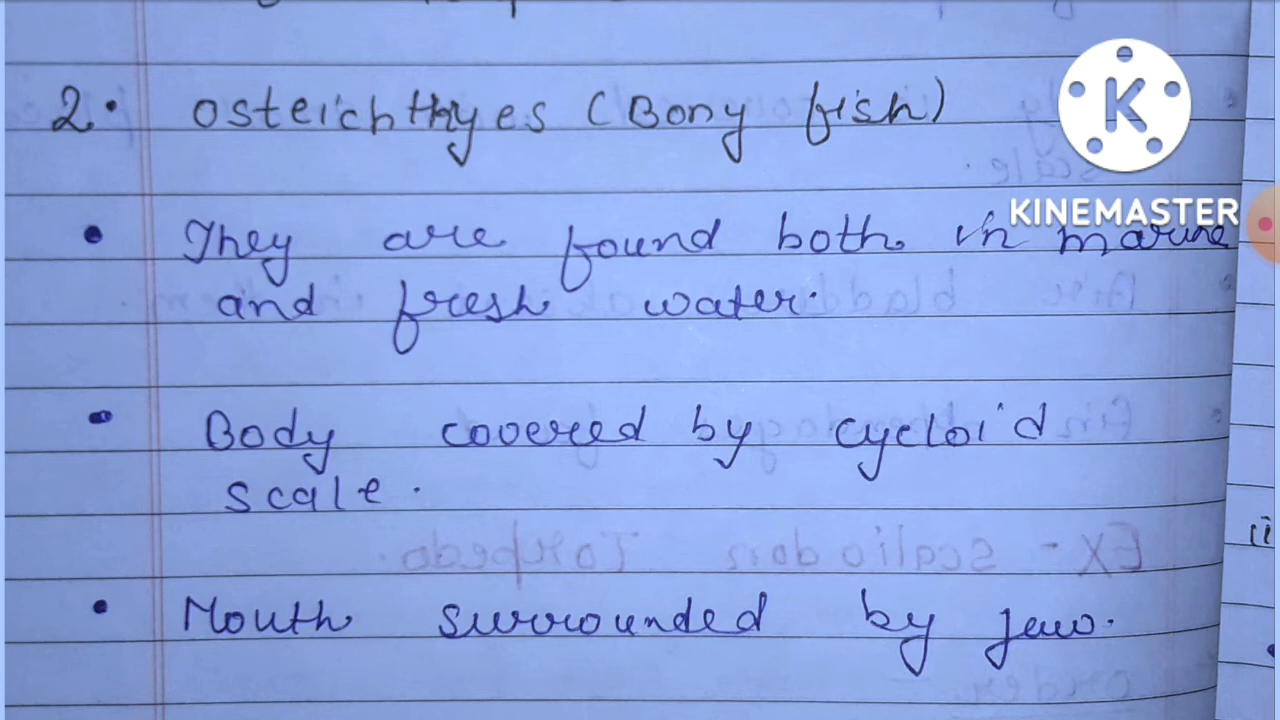 2. Osteichthyes (Bony fish)
KINEMASTER
• They are found both in marine
and fresh water.
• Body covered by cycloid
scale.
• Mouth surrounded by jaw.